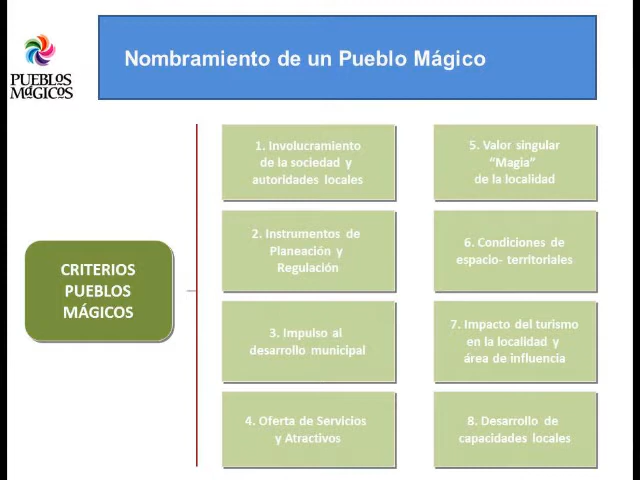 PUEBLOS
MáGICOS
Nombramiento de un Pueblo Mágico
CRITERIOS
PUEBLOS
MÁGICOS
1. Involucramiento
de la sociedad y
autoridades locales
2. Instrumentos de
Planeación y
Regulación
3. Impulso al
desarrollo municipal
4. Oferta de Servicios
y Atractivos
5. Valor singular
“Magia”
de la localidad
6. Condiciones de
espacio- territoriales
7. Impacto del turismo
en la localidad y
área de influencia
8. Desarrollo de
capacidades locales